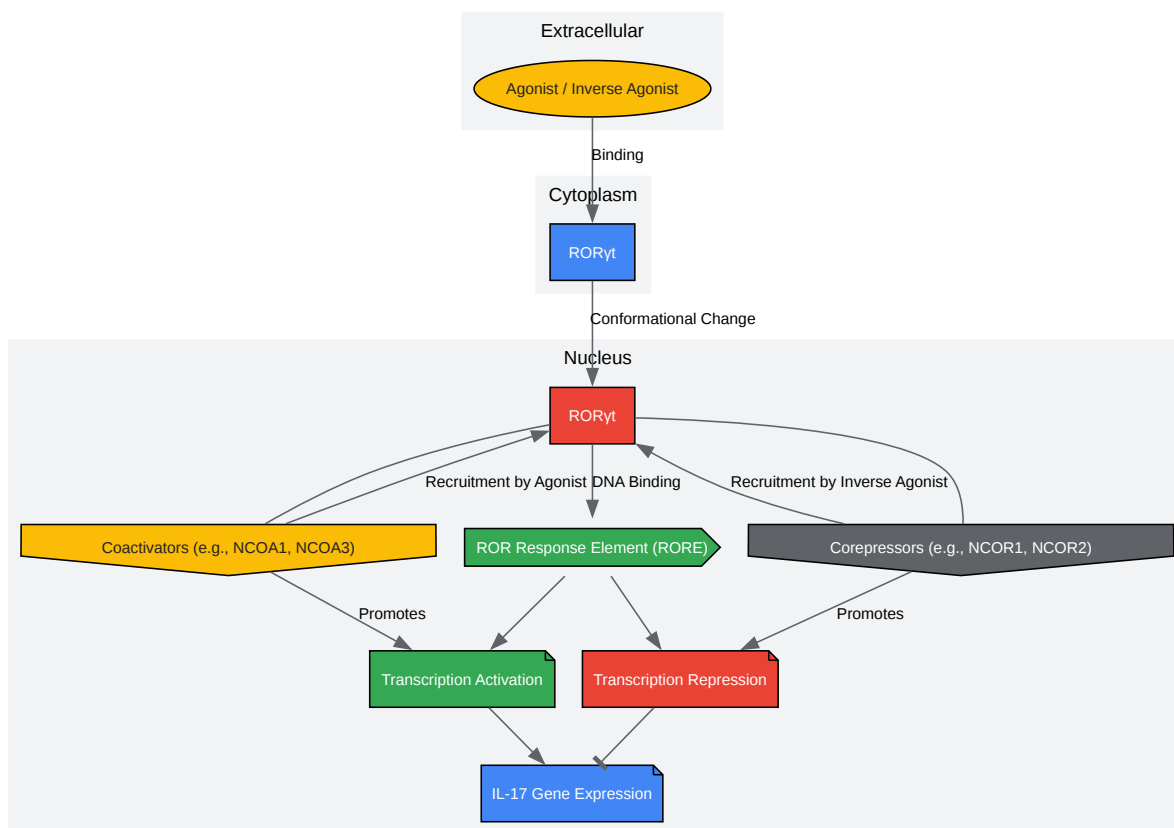 Extracellular
Agonist / Inverse Agonist
Binding
Cytoplasm
RORγt
Conformational Change
Nucleus
RORγt
Recruitment by Agonist
DNA Binding
Recruitment by Inverse Agonist
Coactivators (e.g., NCOA1, NCOA3)
ROR Response Element (RORE)
Corepressors (e.g., NCOR1, NCOR2)
Promotes
Promotes
Transcription Activation
Transcription Repression
IL-17 Gene Expression